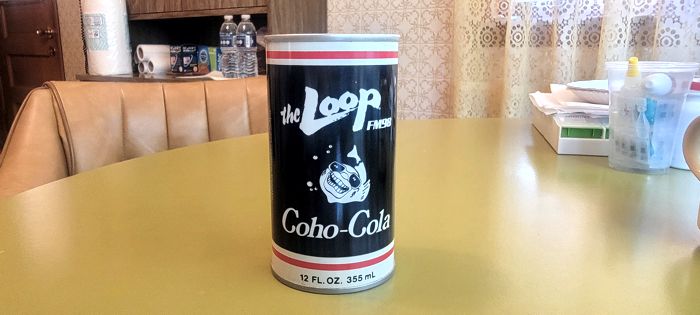 the Loop
FM98
Coho-Cola
12 FL. OZ. 355 mL